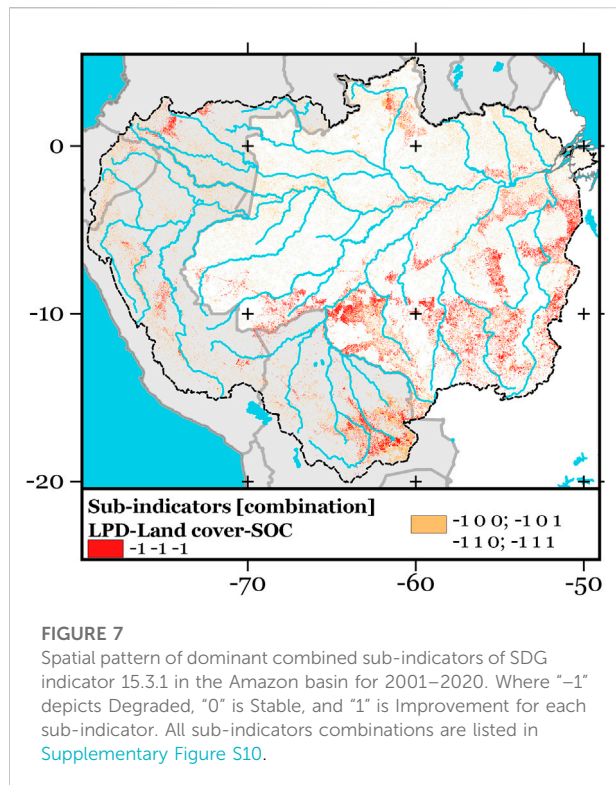 0
-10
-20
Sub-indicators [combination]
LPD-Land cover-SOC
-1 -1 -1
-1 0 0; -1 0 1
-1 1 0; -1 1 1
-70
-60
-50
FIGURE 7
Spatial pattern of dominant combined sub-indicators of SDG
indicator 15.3.1 in the Amazon basin for 2001–2020. Where “–1”
depicts Degraded, “0” is Stable, and “1” is Improvement for each
sub-indicator. All sub-indicators combinations are listed in
Supplementary Figure S10.